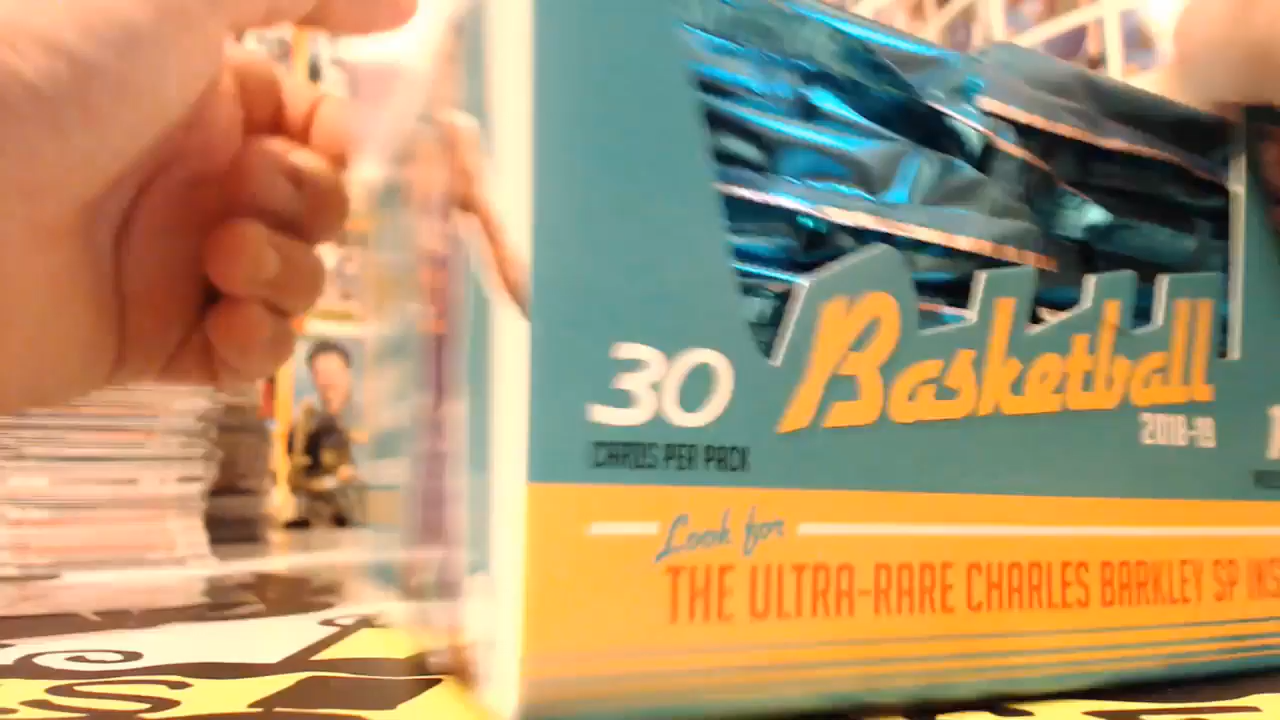 30
CARDS PER PACK
Basketball
2018-19
Look for
THE ULTRA-RARE CHARLES BARKLEY SP